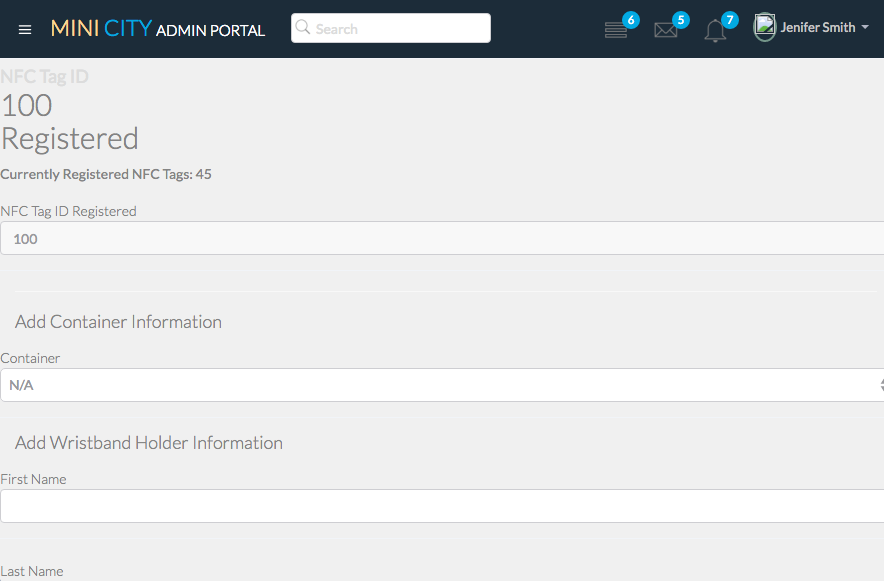 MINI CITY ADMIN PORTAL
Search
6
5
7
Jenifer Smith
NFC Tag ID
100
Registered
Currently Registered NFC Tags: 45
NFC Tag ID Registered
100
Add Container Information
Container
N/A
Add Wristband Holder Information
First Name
Last Name